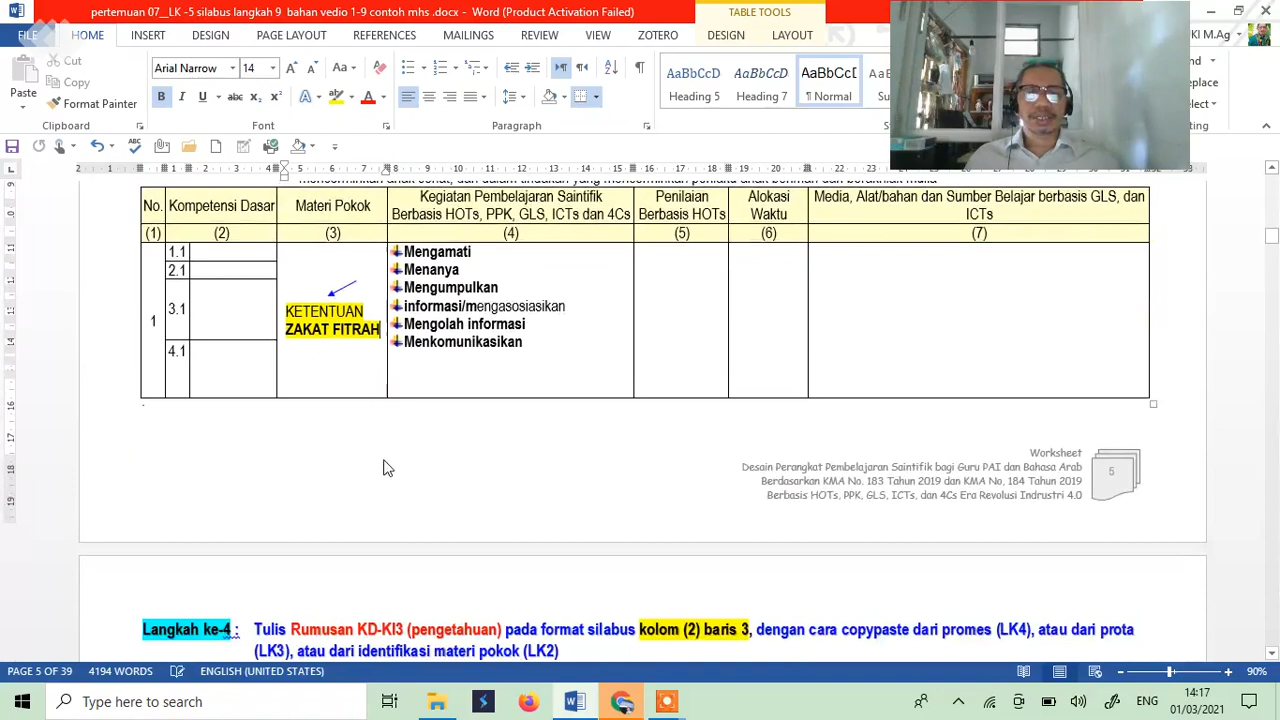 pertemuan 07__LK -5 silabus langkah 9 bahan vedio 1-9 contoh mhs .docx - Word (Product Activation Failed)
TABLE TOOLS
FILE
HOME
INSERT
DESIGN
PAGE LAYOUT
REFERENCES
MAILINGS
REVIEW
VIEW
ZOTERO
DESIGN
LAYOUT
KI M.Ag
Paste
Cut
Copy
Format Painter
Clipboard
Arial Narrow
14
Font
Paragraph
AaBbCcD
Heading 5
AaBbCcD
Heading 7
¶ Normal
No.
Kompetensi Dasar
Materi Pokok
Kegiatan Pembelajaran Saintifik
Berbasis HOTs, PPK, GLS, ICTs dan 4Cs
Penilaian
Berbasis HOTs
Alokasi
Waktu
Media, Alat/bahan dan Sumber Belajar berbasis GLS, dan
ICTs
(1)
(2)
(3)
(4)
(5)
(6)
(7)
1
1.1
2.1
3.1
4.1
KETENTUAN
ZAKAT FITRAH
Mengamati
Menanya
Mengumpulkan
informasi/mengasosiasikan
Mengolah informasi
Menkomunikasikan
Worksheet
Desain Perangkat Pembelajaran Saintifik bagi Guru PAI dan Bahasa Arab
Berdasarkan KMA No. 183 Tahun 2019 dan KMA No, 184 Tahun 2019
Berbasis HOTs, PPK, GLS, ICTs, dan 4Cs Era Revolusi Indrustri 4.0
5
Langkah ke-4 : Tulis Rumusan KD-KI3 (pengetahuan) pada format silabus kolom (2) baris 3, dengan cara copypaste dari promes (LK4), atau dari prota
(LK3), atau dari identifikasi materi pokok (LK2)
PAGE 5 OF 39
4194 WORDS
ENGLISH (UNITED STATES)
90%
Type here to search
ENG
14:17
01/03/2021